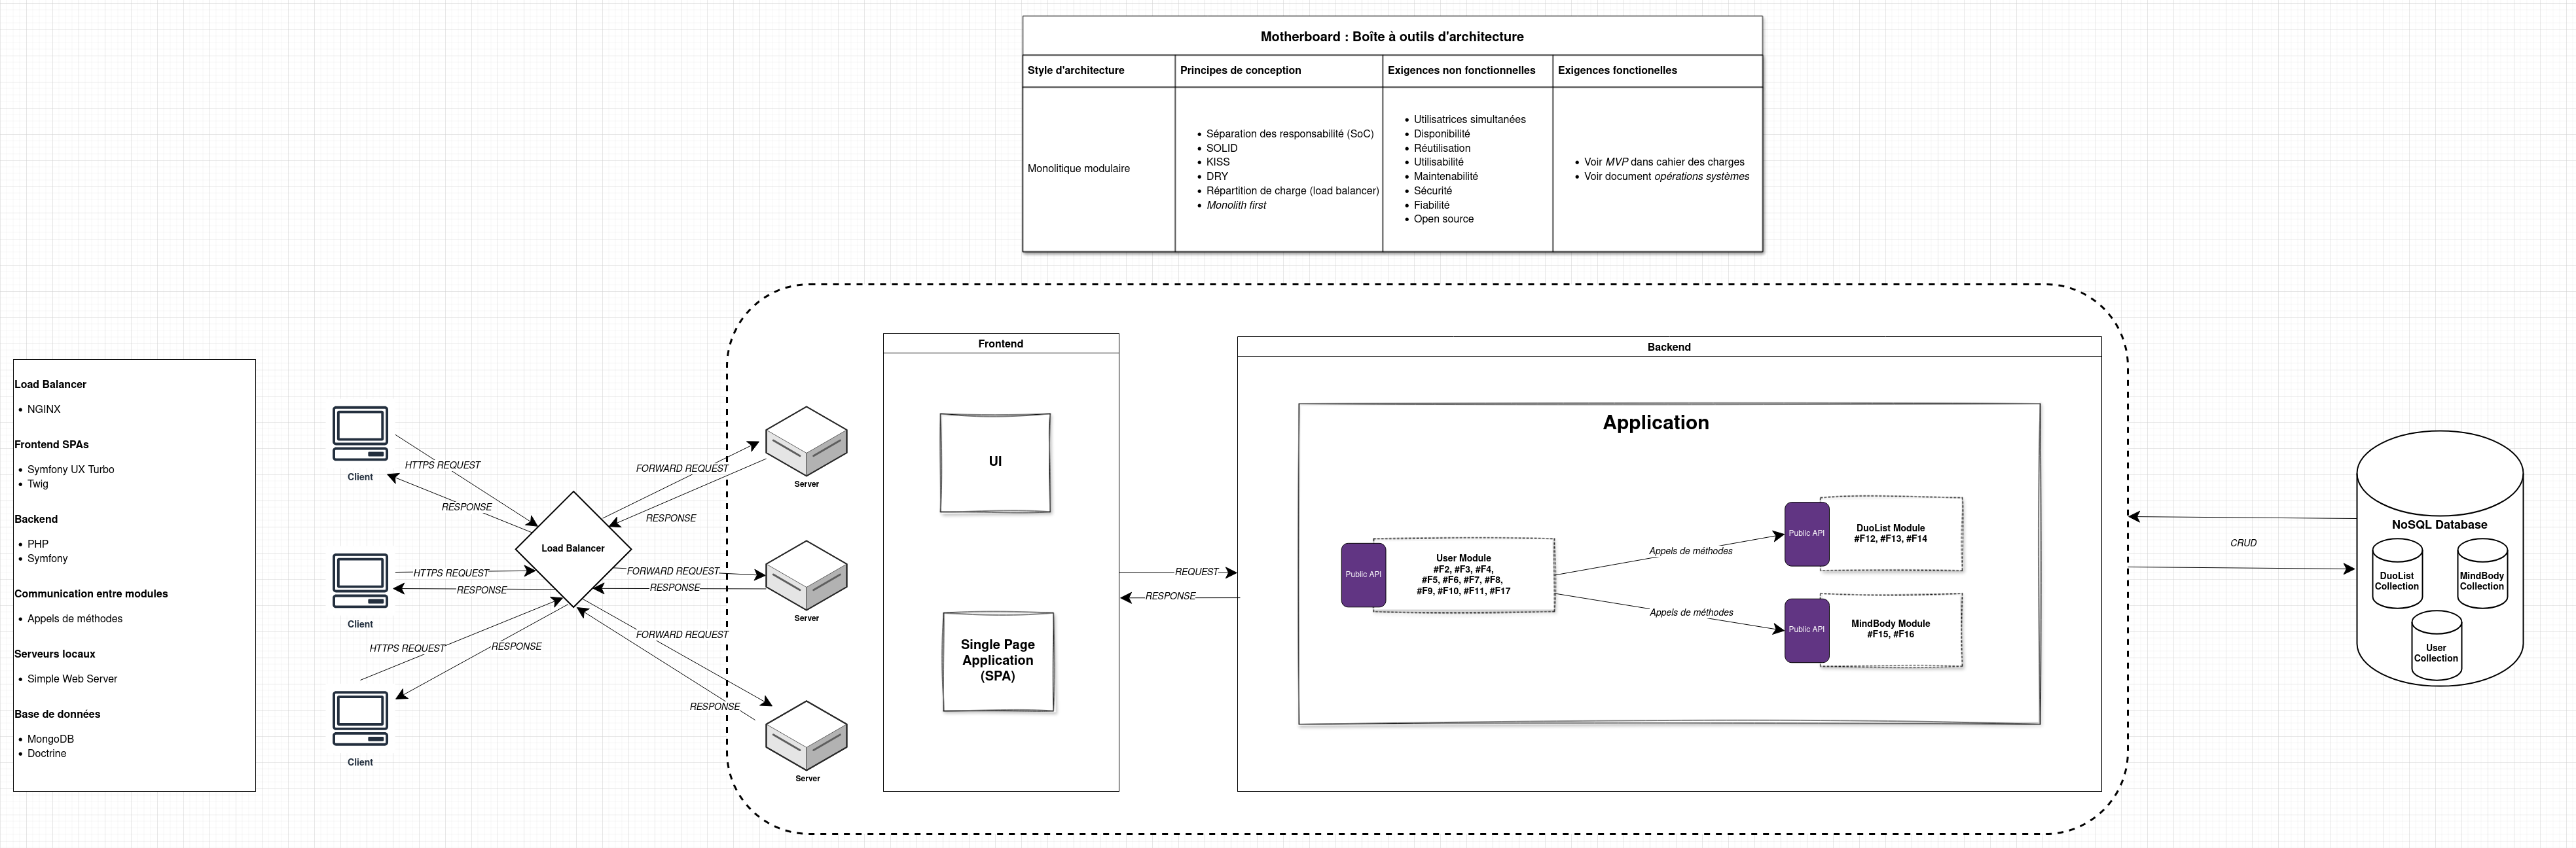 Motherboard : Boîte à outils d'architecture
Style d'architecture
Principes de conception
Exigences non fonctionnelles
Exigences fonctionelles
Monolitique modulaire
Séparation des responsabilité (SoC)
SOLID
KISS
DRY
Répartition de charge (load balancer)
Monolith first
Utilisatrices simultanées
Disponibilité
Réutilisation
Utilisabilité
Maintenabilité
Sécurité
Fiabilité
Open source
Voir MVP dans cahier des charges
Voir document opérations systèmes
Load Balancer
NGINX
Frontend SPAs
Symfony UX Turbo
Twig
Backend
PHP
Symfony
Communication entre modules
Appels de méthodes
Serveurs locaux
Simple Web Server
Base de données
MongoDB
Doctrine
Client
HTTPS REQUEST
RESPONSE
Client
HTTPS REQUEST
RESPONSE
Client
HTTPS REQUEST
RESPONSE
Load Balancer
FORWARD REQUEST
RESPONSE
FORWARD REQUEST
RESPONSE
FORWARD REQUEST
RESPONSE
Server
Server
Server
Frontend
UI
Single Page
Application
(SPA)
REQUEST
RESPONSE
Backend
Application
Public API
User Module
#F2, #F3, #F4,
#F5, #F6, #F7, #F8,
#F9, #F10, #F11, #F17
Appels de méthodes
Appels de méthodes
Public API
DuoList Module
#F12, #F13, #F14
Public API
MindBody Module
#F15, #F16
CRUD
NoSQL Database
DuoList
Collection
MindBody
Collection
User
Collection